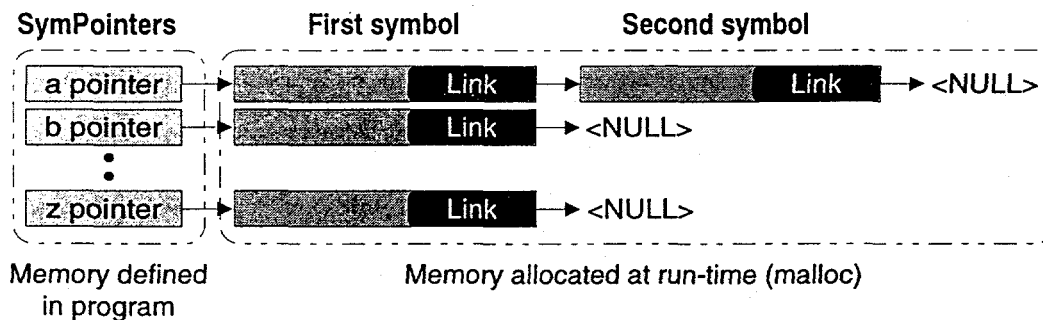 SymPointers First symbol Second symbol
a pointer Link Link <NULL>
b pointer Link <NULL>
z pointer Link <NULL>
Memory defined
in program
Memory allocated at run-time (malloc)